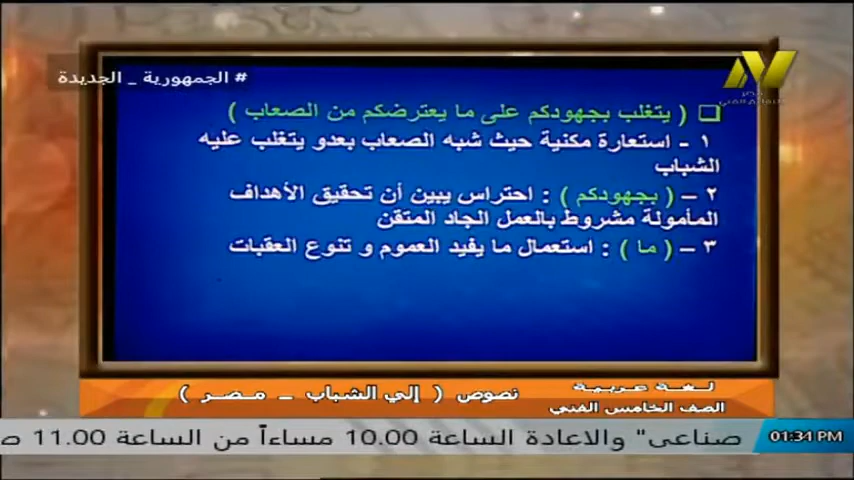 # الجمهورية _ الجديدة
( يتغلب بجهودكم على ما يعترضكم من الصعاب )
١ - استعارة مكنية حيث شبه الصعاب بعدو يتغلب عليه
الشباب
٢ – ( بجهودكم ) : احتراس يبين أن تحقيق الأهداف
المأمولة مشروط بالعمل الجاد المتقن
٣ – ( ما ) : استعمال ما يفيد العموم و تنوع العقبات
لغة عربية
نصوص ( إلي الشباب _ مصر )
الصف الخامس الفني
صناعى" والاعادة الساعة 10.00 مساءاً من الساعة 11.00 ص
01:34 PM